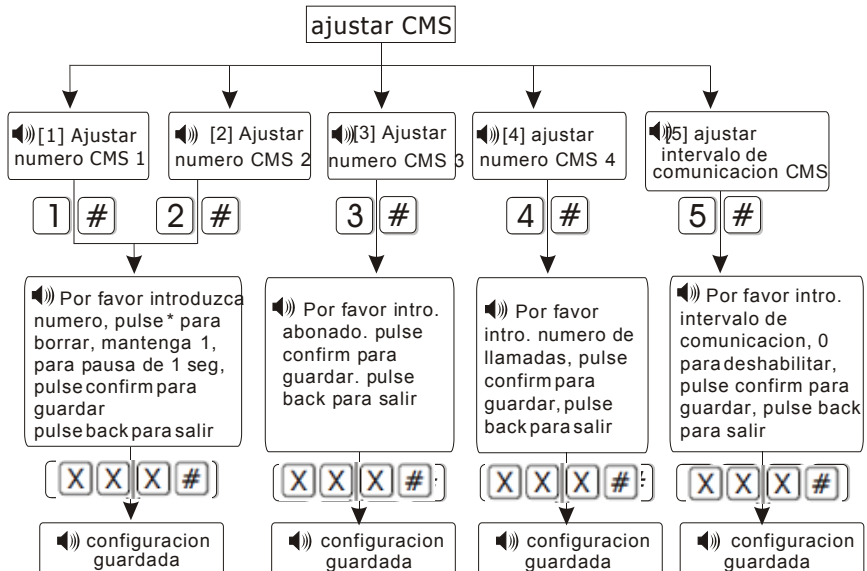 ajustar CMS
[1] Ajustar
numero CMS 1
[2] Ajustar
numero CMS 2
[3] Ajustar
numero CMS 3
[4] ajustar
numero CMS 4
[5] ajustar
intervalo de
comunicacion CMS
1 #
2 #
3 #
4 #
5 #
Por favor introduzca
numero, pulse * para
borrar, mantenga 1,
para pausa de 1 seg,
pulse confirm para
guardar
pulse back para salir
Por favor intro.
abonado. pulse
confirm para
guardar. pulse
back para salir
Por favor
intro. numero de
llamadas, pulse
confirm para
guardar, pulse
back para salir
Por favor intro.
intervalo de
comunicacion, 0
para deshabilitar,
pulse confirm para
guardar, pulse back
para salir
X X X #
X X X #
X X X #
X X X #
configuracion
guardada
configuracion
guardada
configuracion
guardada
configuracion
guardada